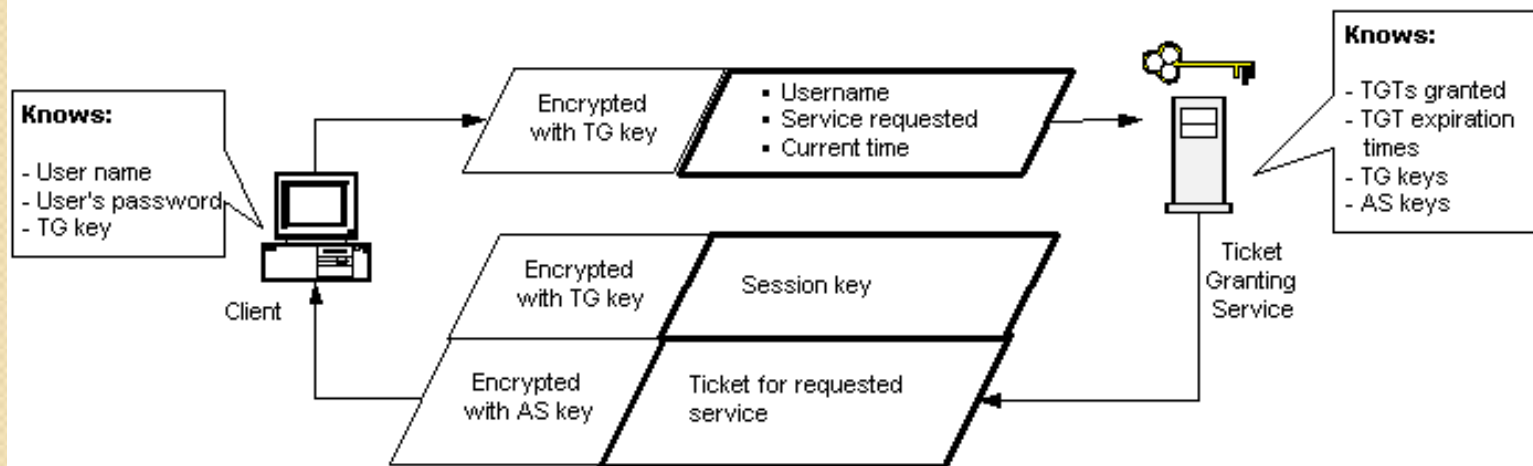 Knows:
- User name
- User's password
- TG key
Client
Encrypted
with TG key
▪ Username
▪ Service requested
▪ Current time
Knows:
- TGTs granted
- TGT expiration
times
- TG keys
- AS keys
Ticket
Granting
Service
Encrypted
with TG key
Session key
Encrypted
with AS key
Ticket for requested
service